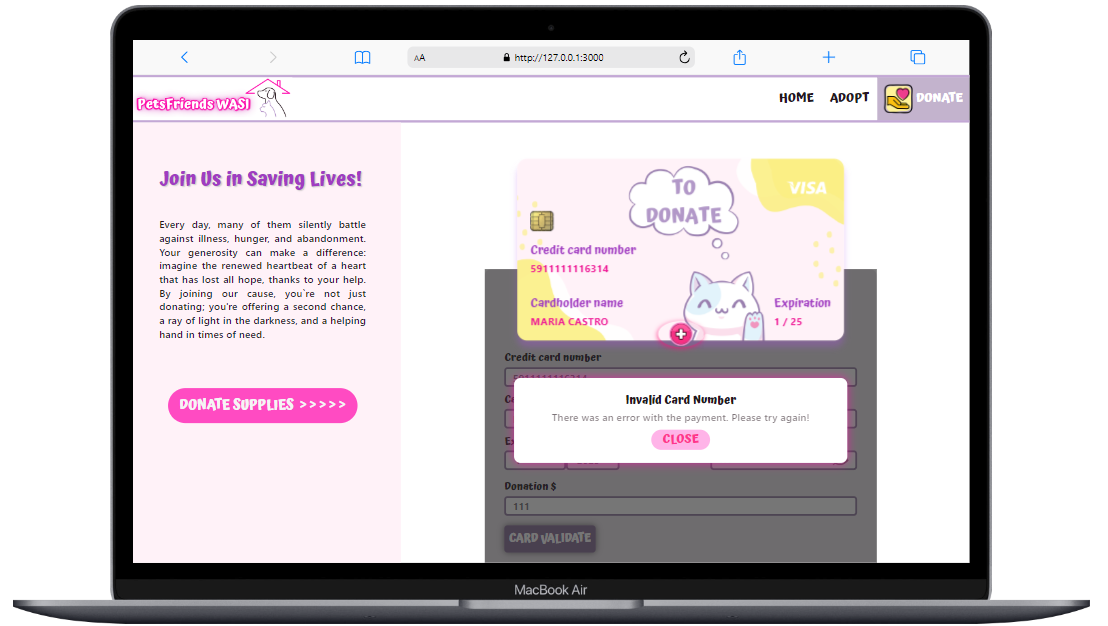 AA
http://127.0.0.1:3000
PetsFriends WASI
HOME
ADOPT
DONATE
Join Us in Saving Lives!
Every day, many of them silently battle
against illness, hunger, and abandonment.
Your generosity can make a difference:
imagine the renewed heartbeat of a heart
that has lost all hope, thanks to your help.
By joining our cause, you`re not just
donating; you're offering a second chance,
a ray of light in the darkness, and a helping
hand in times of need.
DONATE SUPPLIES >>>>>
TO
DONATE
VISA
Credit card number
5911111116314
Cardholder name
MARIA CASTRO
Expiration
1 / 25
Credit card number
Invalid Card Number
There was an error with the payment. Please try again!
CLOSE
Donation $
111
CARD VALIDATE
MacBook Air